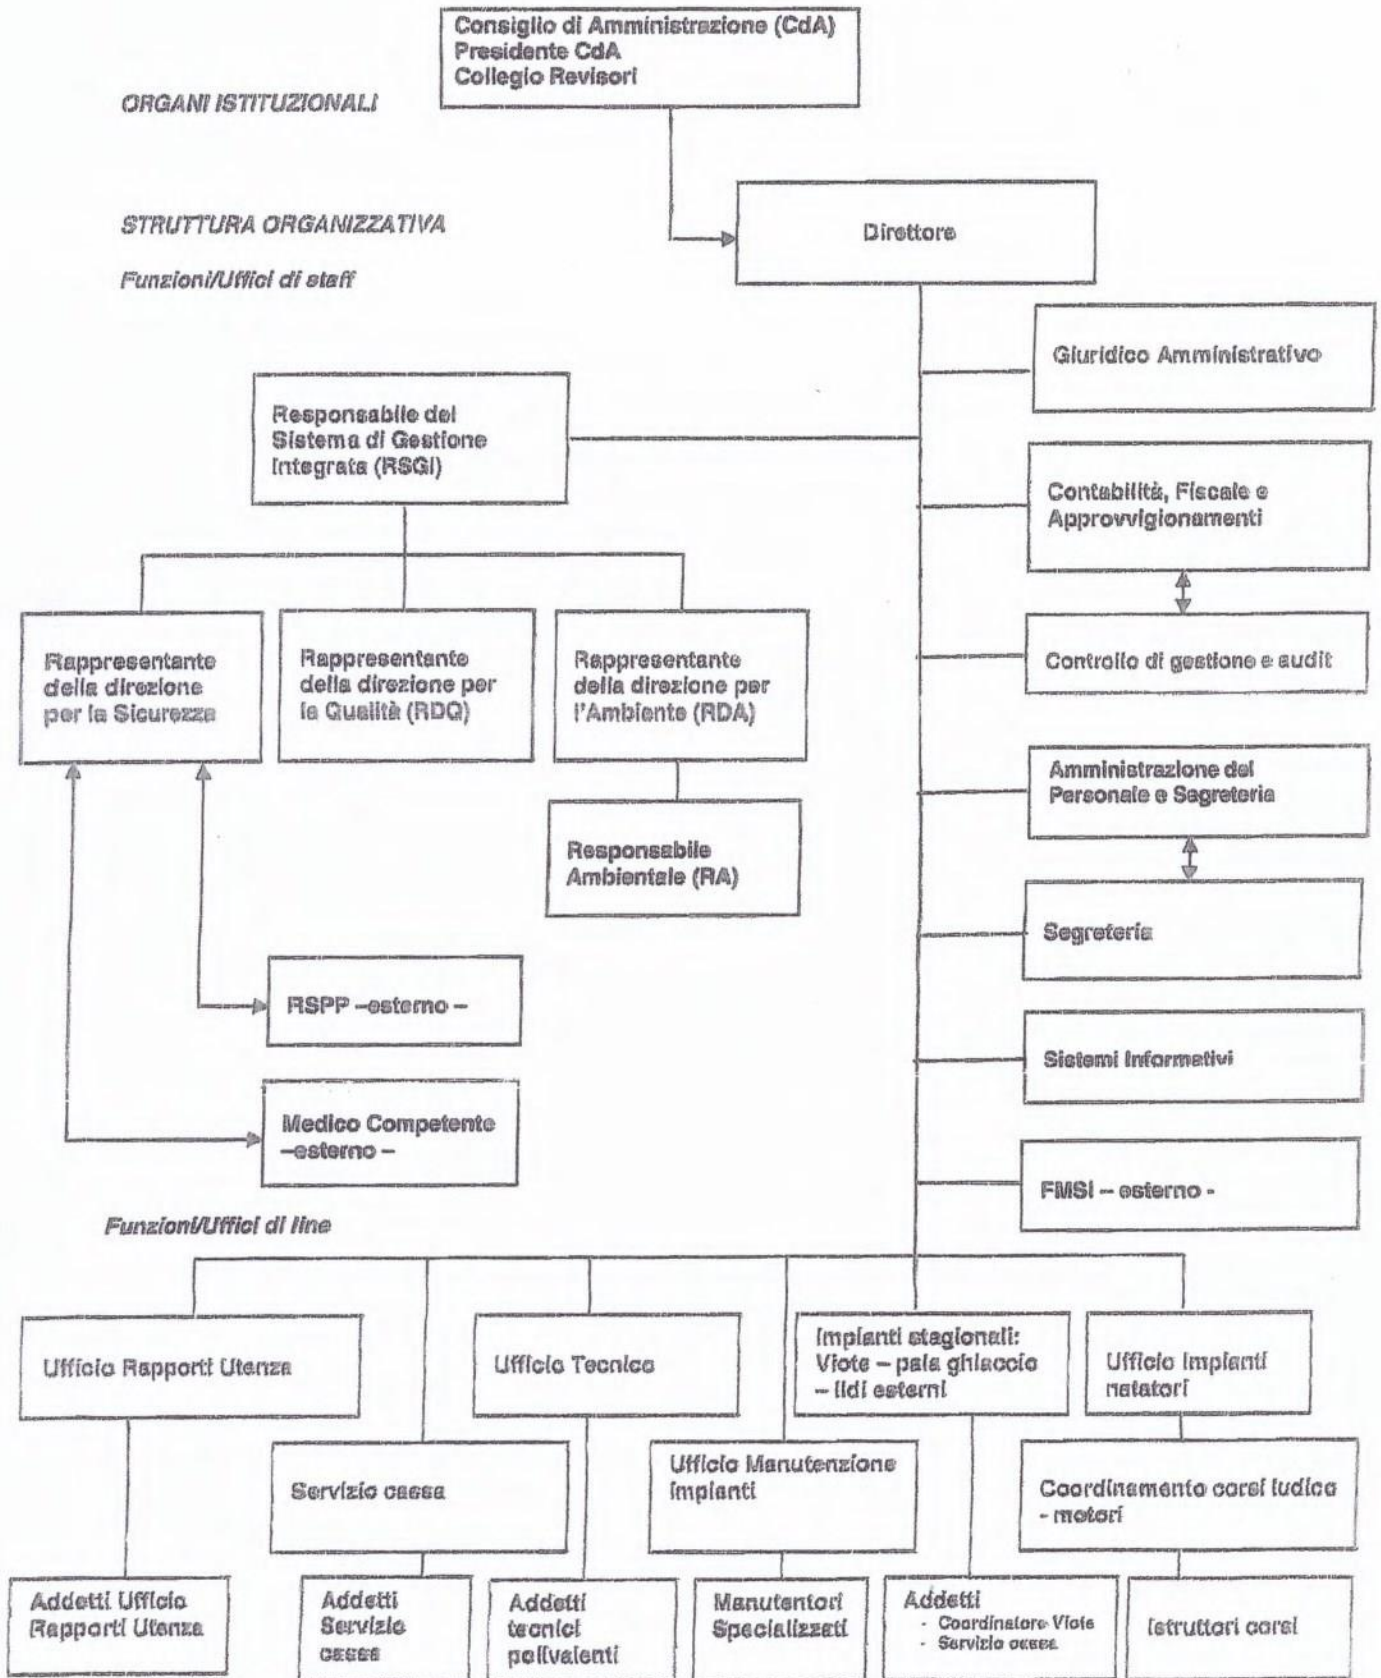 Consiglio di Amministrazione (CdA)
Presidente CdA
Collegio Revisori
ORGANI ISTITUZIONALI
STRUTTURA ORGANIZZATIVA
Direttore
Funzioni/Uffici di staff
Giuridico Amministrativo
Responsabile del
Sistema di Gestione
Integrata (RSGI)
Contabilità, Fiscale e
Approvvigionamenti
Controllo di gestione e audit
Rappresentante
della direzione
per la Sicurezza
Rappresentante
della direzione per
la Qualità (RDQ)
Rappresentante
della direzione per
l'Ambiente (RDA)
Amministrazione del
Personale e Segreteria
Responsabile
Ambientale (RA)
Segreteria
RSPP –esterno –
Sistemi Informativi
Medico Competente
–esterno –
FMSI – esterno -
Funzioni/Uffici di line
Ufficio Rapporti Utenza
Ufficio Tecnico
Impianti stagionali:
Viote – pala ghiaccio
– lidi esterni
Ufficio Impianti
natatori
Servizio cassa
Ufficio Manutenzione
impianti
Coordinamento corsi ludico
- motori
Addetti Ufficio
Rapporti Utenza
Addetti
Servizio
cassa
Addetti
tecnici
polivalenti
Manutentori
Specializzati
Addetti
- Coordinatore Viote
- Servizio cassa
Istruttori corsi